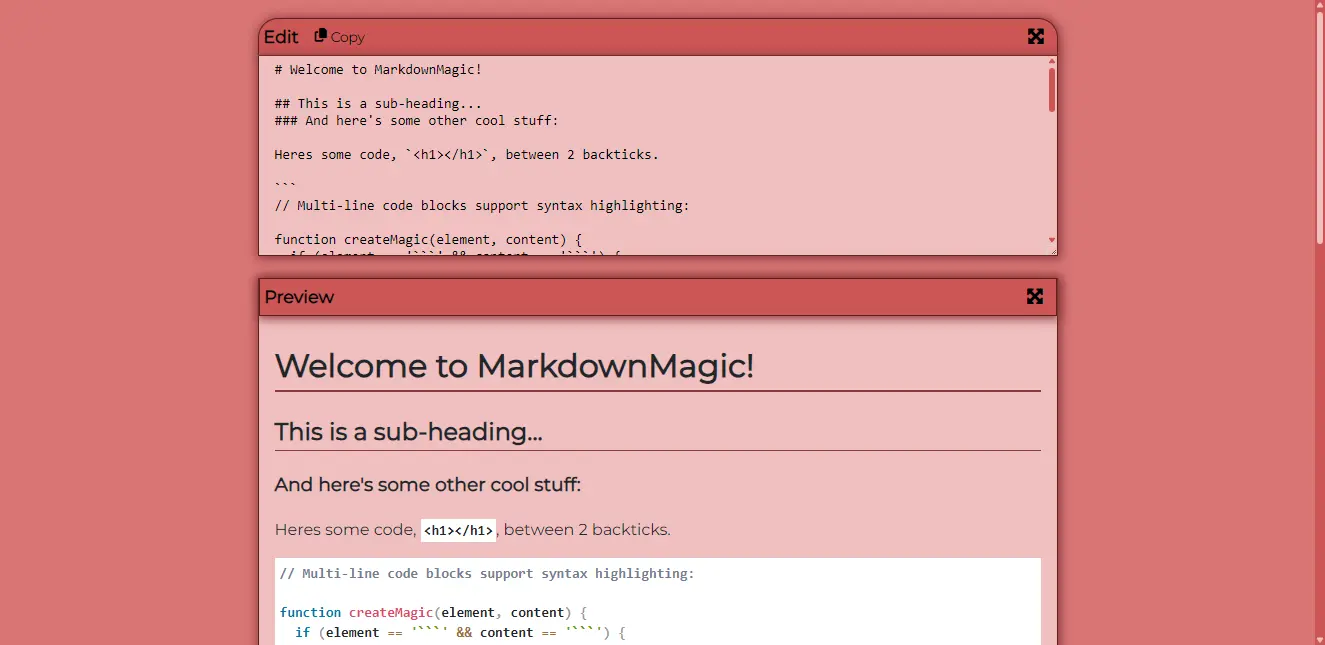 Edit Copy
# Welcome to MarkdownMagic!
## This is a sub-heading...
### And here's some other cool stuff:
Heres some code, `<h1></h1>`, between 2 backticks.
```
// Multi-line code blocks support syntax highlighting:
function createMagic(element, content) {
if (element == '```' && content == '```') {
Preview
Welcome to MarkdownMagic!
This is a sub-heading...
And here's some other cool stuff:
Heres some code, <h1></h1>, between 2 backticks.
// Multi-line code blocks support syntax highlighting:
function createMagic(element, content) {
if (element == '```' && content == '```') {